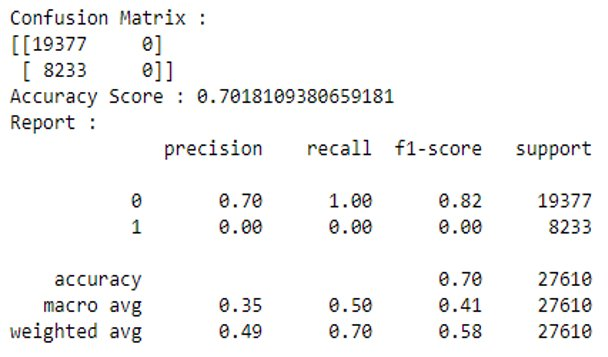 Confusion Matrix :
[[19377     0]
 [ 8233     0]]
Accuracy Score : 0.7018109380659181
Report :
              precision    recall  f1-score   support

           0       0.70      1.00      0.82     19377
           1       0.00      0.00      0.00      8233

    accuracy                           0.70     27610
   macro avg       0.35      0.50      0.41     27610
weighted avg       0.49      0.70      0.58     27610